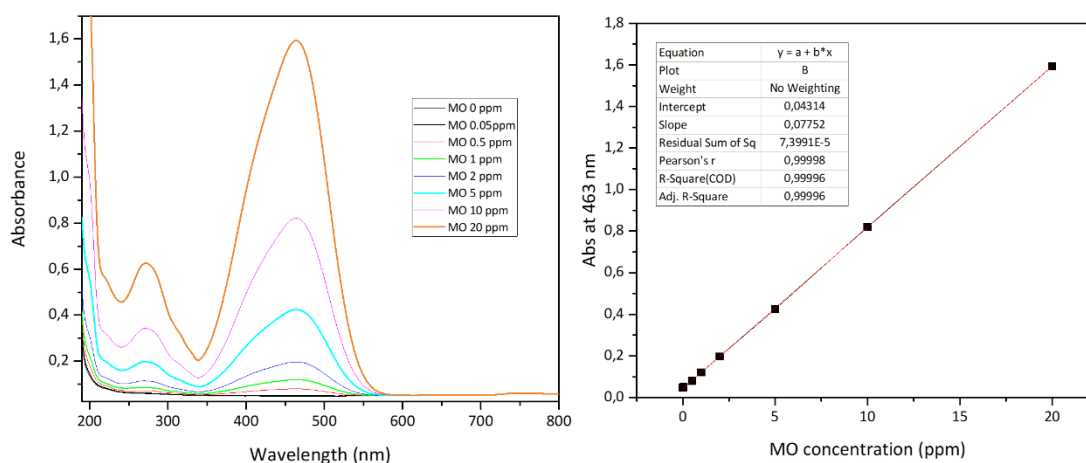 1,6
1,4
1,2
1,0
0,8
0,6
0,4
0,2
Absorbance
200 300 400 500 600 700 800
Wavelength (nm)
MO 0 ppm
MO 0.05ppm
MO 0.5 ppm
MO 1 ppm
MO 2 ppm
MO 5 ppm
MO 10 ppm
MO 20 ppm
1,8
1,6
1,4
1,2
1,0
0,8
0,6
0,4
0,2
0,0
Abs at 463 nm
0 5 10 15 20
MO concentration (ppm)
Equation y = a + b*x
Plot B
Weight No Weighting
Intercept 0,04314
Slope 0,07752
Residual Sum of Sq 7,3991E-5
Pearson's r 0,99998
R-Square(COD) 0,99996
Adj. R-Square 0,99996